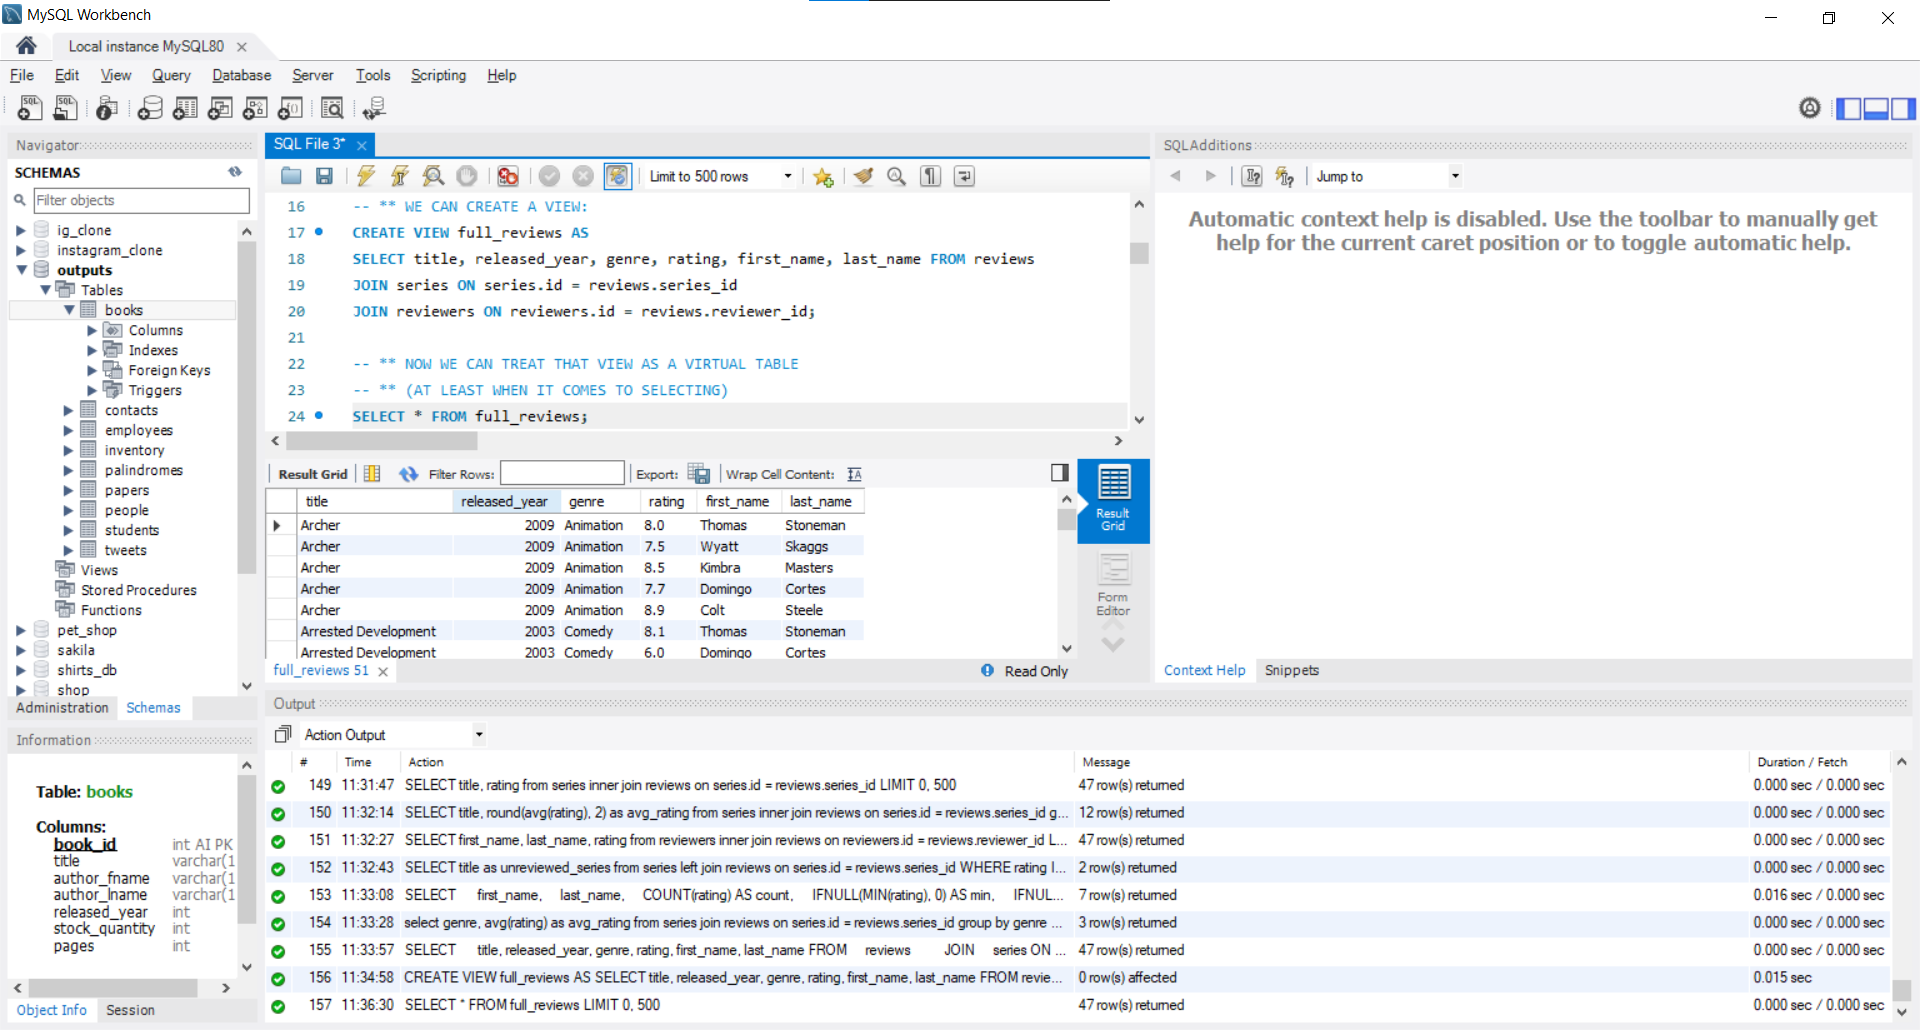 MySQL Workbench
Local instance MySQL80
File Edit View Query Database Server Tools Scripting Help
Navigator
SCHEMAS
Filter objects
ig_clone
instagram_clone
outputs
Tables
books
Columns
Indexes
Foreign Keys
Triggers
contacts
employees
inventory
palindromes
papers
people
students
tweets
Views
Stored Procedures
Functions
pet_shop
sakila
shirts_db
shop
Administration Schemas
Information
Table: books
Columns:
book_id int AI PK
title varchar(1
author_fname varchar(1
author_lname varchar(1
released_year int
stock_quantity int
pages int
Object Info Session
SQL File 3*
Limit to 500 rows
16 -- ** WE CAN CREATE A VIEW:
17 CREATE VIEW full_reviews AS
18 SELECT title, released_year, genre, rating, first_name, last_name FROM reviews
19 JOIN series ON series.id = reviews.series_id
20 JOIN reviewers ON reviewers.id = reviews.reviewer_id;
21
22 -- ** NOW WE CAN TREAT THAT VIEW AS A VIRTUAL TABLE
23 -- ** (AT LEAST WHEN IT COMES TO SELECTING)
24 SELECT * FROM full_reviews;
Result Grid Filter Rows: Export: Wrap Cell Content:
title released_year genre rating first_name last_name
Archer 2009 Animation 8.0 Thomas Stoneman
Archer 2009 Animation 7.5 Wyatt Skaggs
Archer 2009 Animation 8.5 Kimbra Masters
Archer 2009 Animation 7.7 Domingo Cortes
Archer 2009 Animation 8.9 Colt Steele
Arrested Development 2003 Comedy 8.1 Thomas Stoneman
Arrested Development 2003 Comedy 6.0 Domingo Cortes
Result
Grid
Form
Editor
full_reviews 51 Read Only
SQLAdditions
Jump to
Automatic context help is disabled. Use the toolbar to manually get
help for the current caret position or to toggle automatic help.
Context Help Snippets
Output
Action Output
# Time Action Message Duration / Fetch
149 11:31:47 SELECT title, rating from series inner join reviews on series.id = reviews.series_id LIMIT 0, 500 47 row(s) returned 0.000 sec / 0.000 sec
150 11:32:14 SELECT title, round(avg(rating), 2) as avg_rating from series inner join reviews on series.id = reviews.series_id g... 12 row(s) returned 0.000 sec / 0.000 sec
151 11:32:27 SELECT first_name, last_name, rating from reviewers inner join reviews on reviewers.id = reviews.reviewer_id L... 47 row(s) returned 0.000 sec / 0.000 sec
152 11:32:43 SELECT title as unreviewed_series from series left join reviews on series.id = reviews.series_id WHERE rating I... 2 row(s) returned 0.000 sec / 0.000 sec
153 11:33:08 SELECT first_name, last_name, COUNT(rating) AS count, IFNULL(MIN(rating), 0) AS min, IFNUL... 7 row(s) returned 0.016 sec / 0.000 sec
154 11:33:28 select genre, avg(rating) as avg_rating from series join reviews on series.id = reviews.series_id group by genre ... 3 row(s) returned 0.000 sec / 0.000 sec
155 11:33:57 SELECT title, released_year, genre, rating, first_name, last_name FROM reviews JOIN series ON ... 47 row(s) returned 0.000 sec / 0.000 sec
156 11:34:58 CREATE VIEW full_reviews AS SELECT title, released_year, genre, rating, first_name, last_name FROM revie... 0 row(s) affected 0.015 sec
157 11:36:30 SELECT * FROM full_reviews LIMIT 0, 500 47 row(s) returned 0.000 sec / 0.000 sec